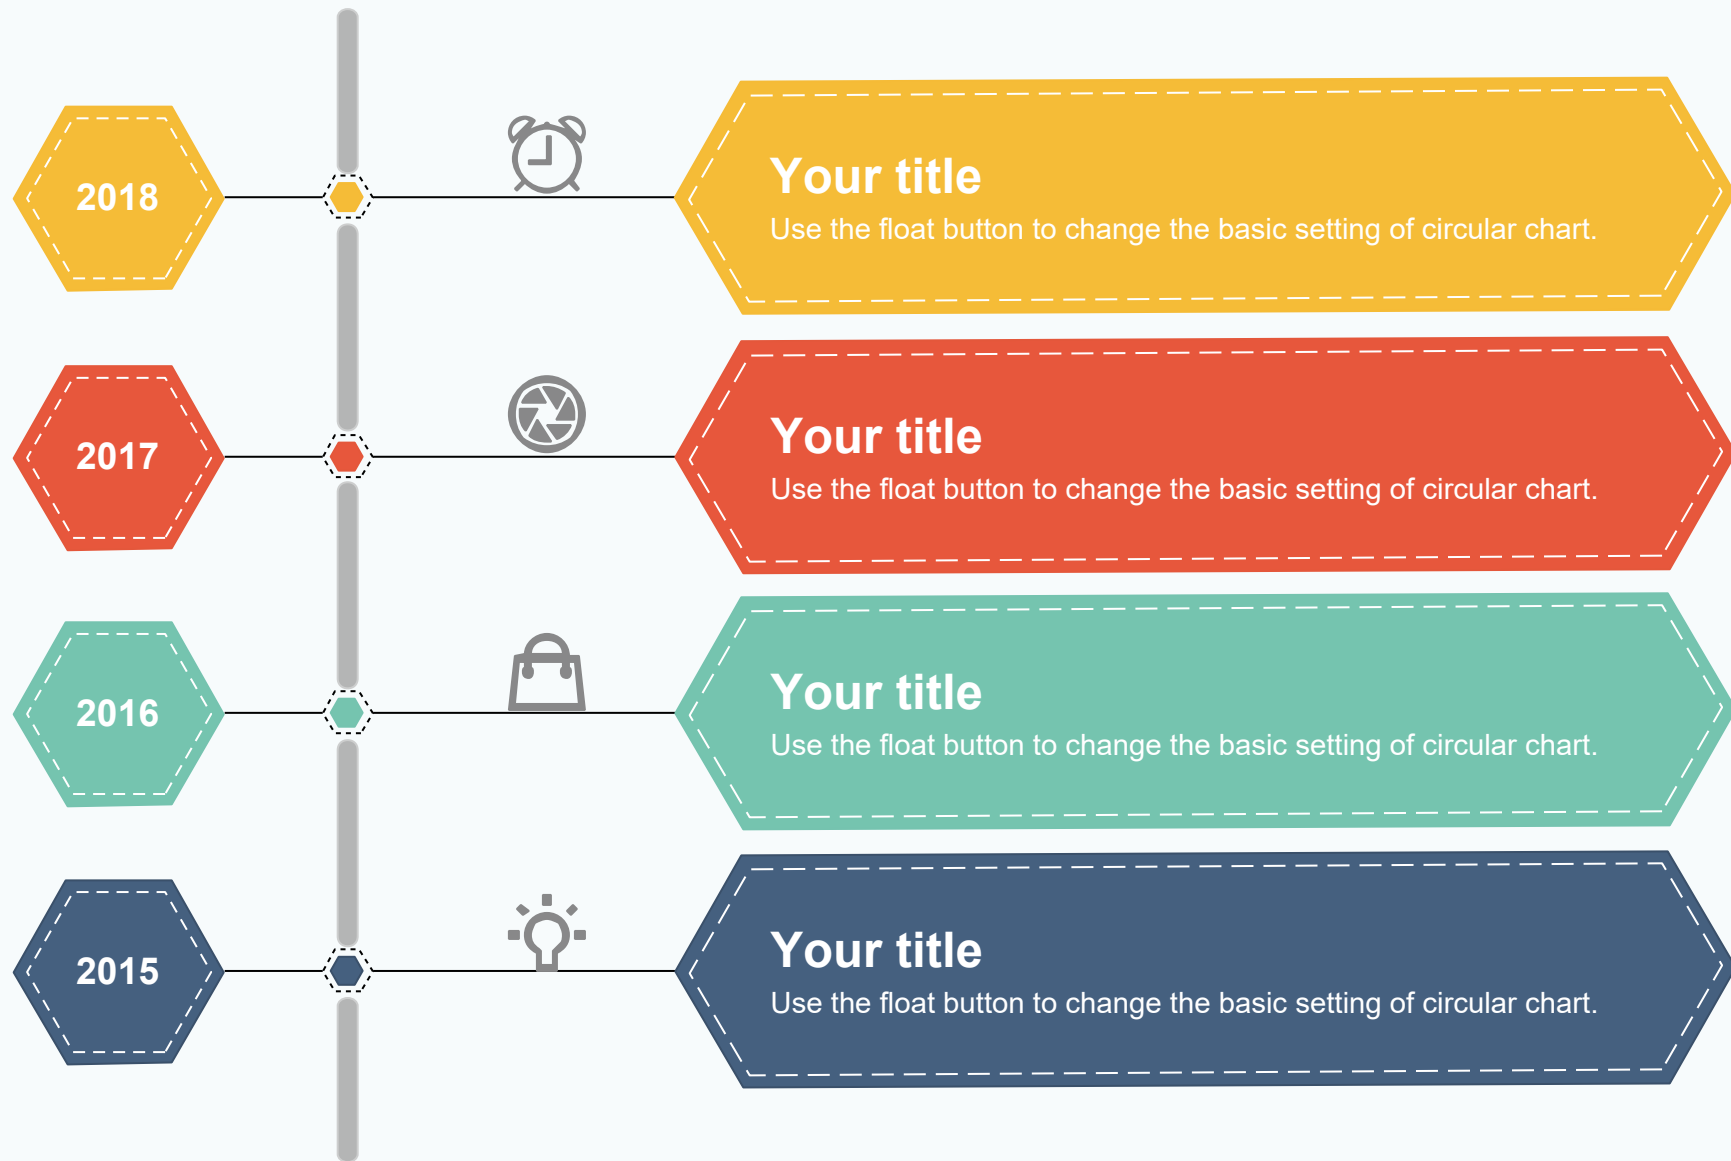 2018
Your title
Use the float button to change the basic setting of circular chart.
2017
Your title
Use the float button to change the basic setting of circular chart.
2016
Your title
Use the float button to change the basic setting of circular chart.
2015
Your title
Use the float button to change the basic setting of circular chart.